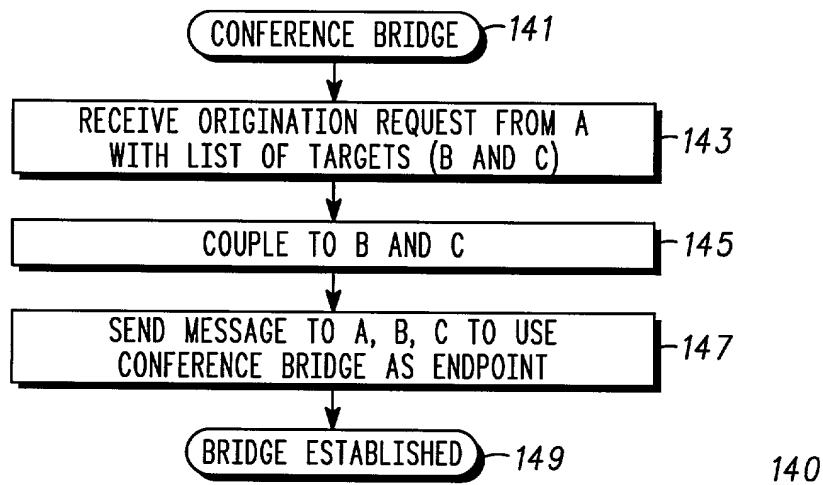 CONFERENCE BRIDGE 141
RECEIVE ORIGINATION REQUEST FROM A
WITH LIST OF TARGETS (B AND C) 143
COUPLE TO B AND C 145
SEND MESSAGE TO A, B, C TO USE
CONFERENCE BRIDGE AS ENDPOINT 147
BRIDGE ESTABLISHED 149
140